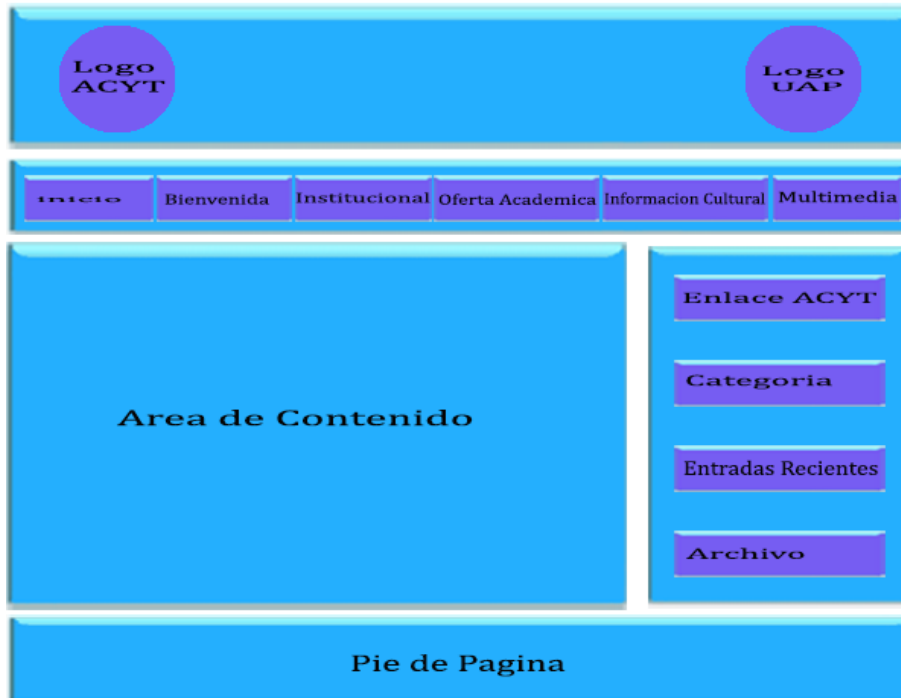 Logo
ACYT
Logo
UAP
inicio
Bienvenida
Institucional
Oferta Academica
Informacion Cultural
Multimedia
Area de Contenido
Enlace ACYT
Categoria
Entradas Recientes
Archivo
Pie de Pagina